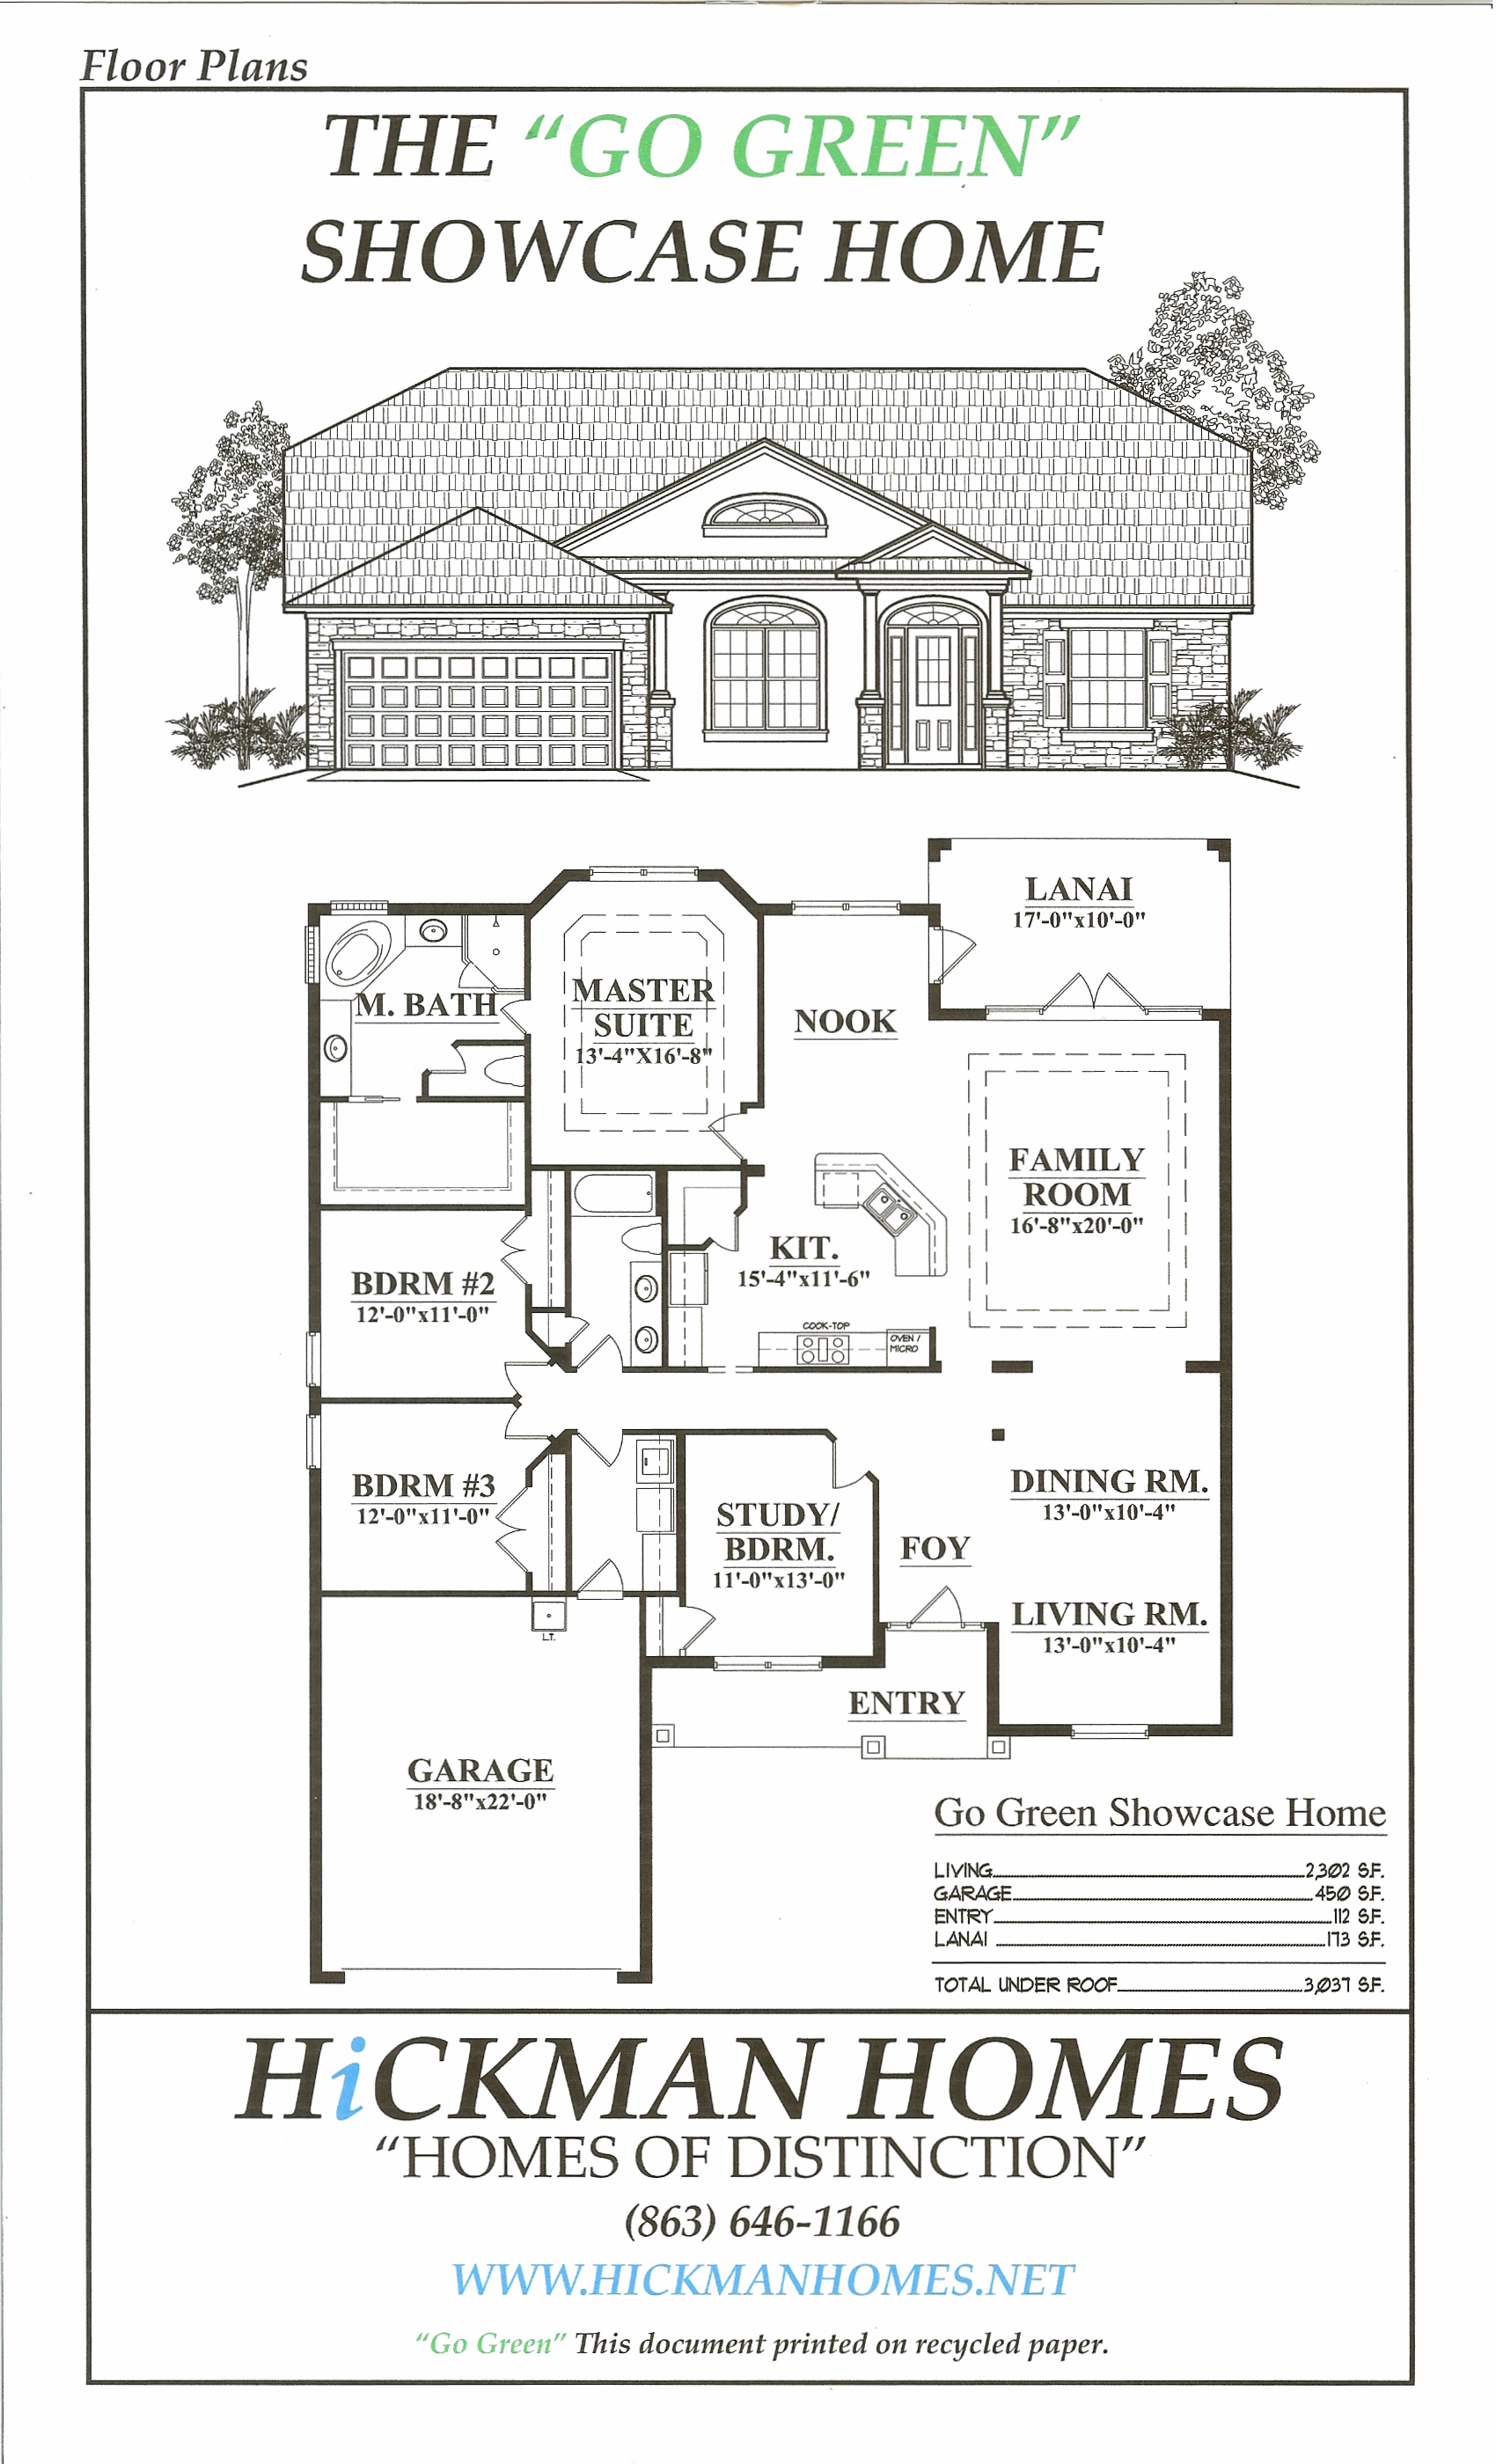 Floor Plans
THE “GO GREEN”
SHOWCASE HOME
LANAI
17'-0"x10'-0"
M. BATH
MASTER
SUITE
13'-4"X16'-8"
NOOK
FAMILY
ROOM
16'-8"x20'-0"
KIT.
15'-4"x11'-6"
BDRM #2
12'-0"x11'-0"
COOK-TOP
OVEN /
MICRO
BDRM #3
12'-0"x11'-0"
STUDY/
BDRM.
11'-0"x13'-0"
FOY
DINING RM.
13'-0"x10'-4"
LIVING RM.
13'-0"x10'-4"
L.T.
ENTRY
GARAGE
18'-8"x22'-0"
Go Green Showcase Home
LIVING 2,302 S.F.
GARAGE 450 S.F.
ENTRY 112 S.F.
LANAI 173 S.F.
TOTAL UNDER ROOF 3,037 S.F.
HiCKMAN HOMES
“HOMES OF DISTINCTION”
(863) 646-1166
WWW.HICKMANHOMES.NET
“Go Green” This document printed on recycled paper.